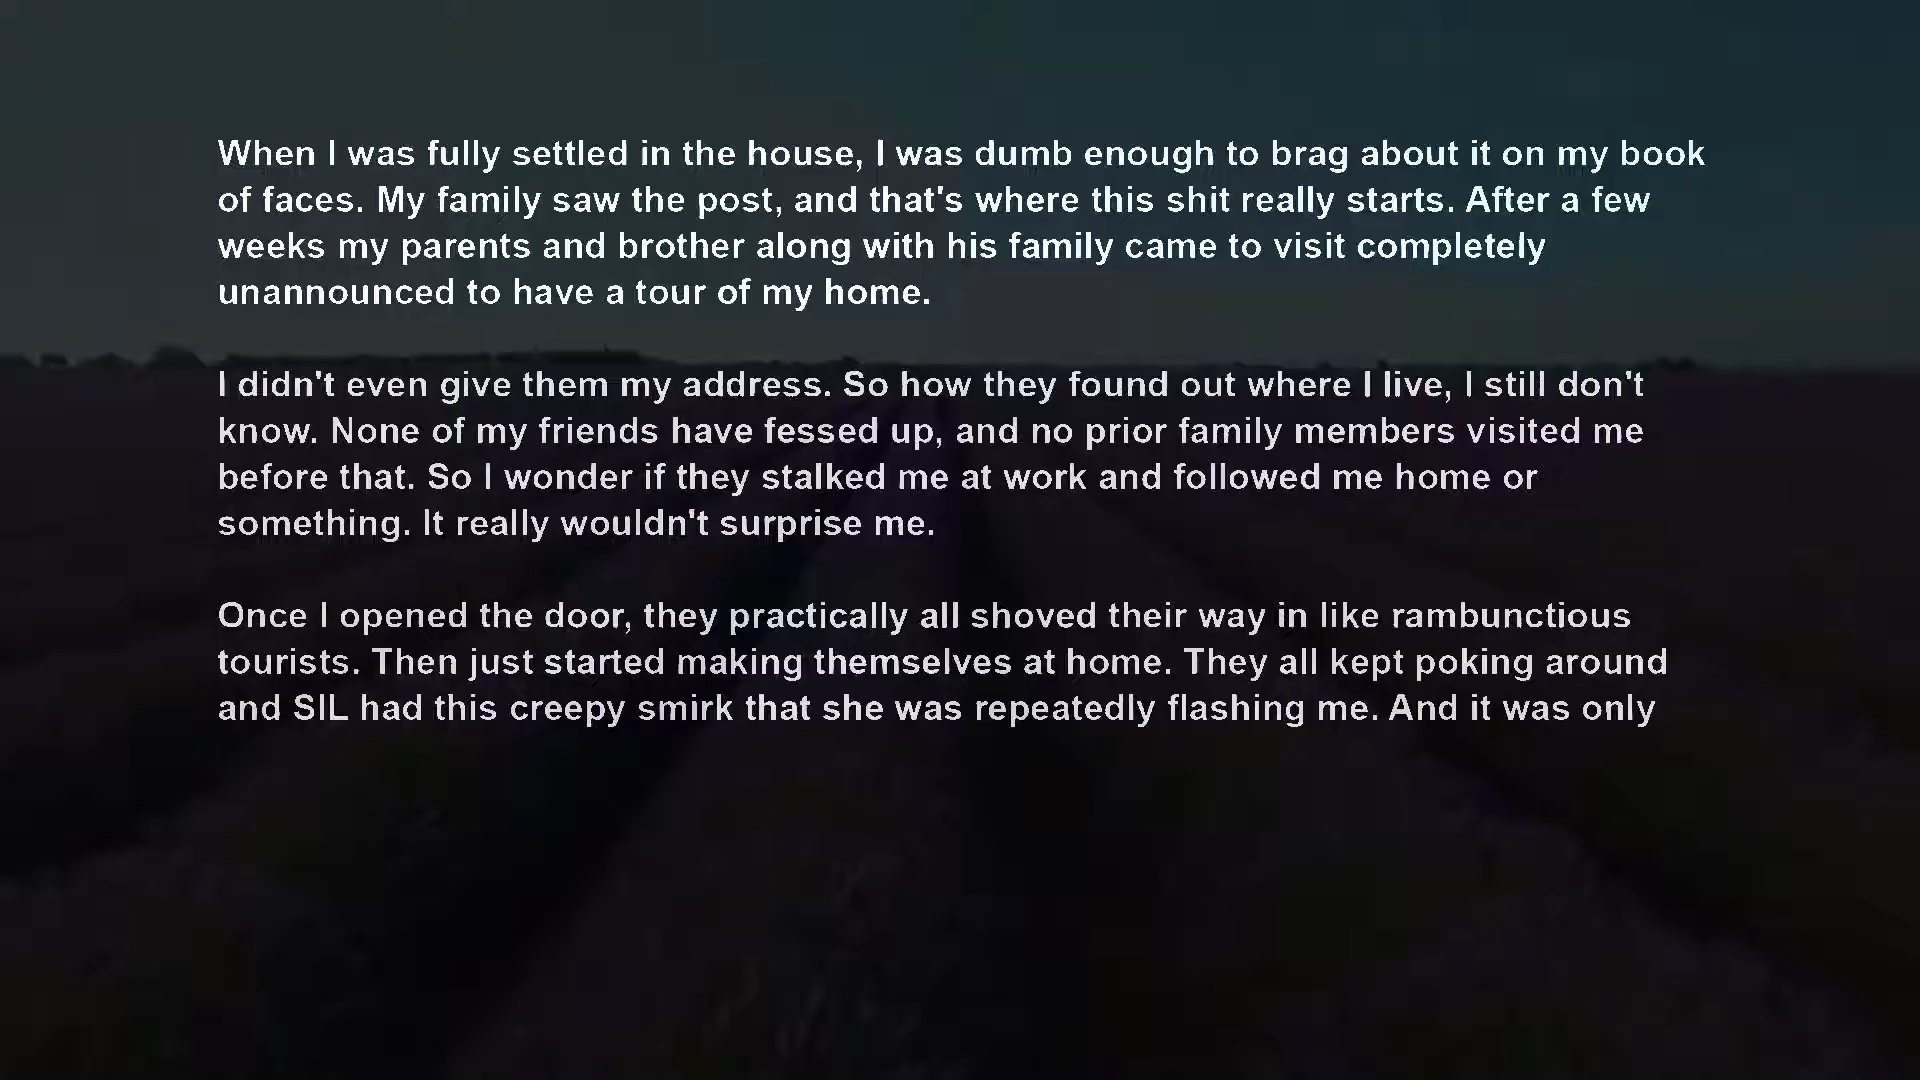 When I was fully settled in the house, I was dumb enough to brag about it on my book
of faces. My family saw the post, and that's where this shit really starts. After a few
weeks my parents and brother along with his family came to visit completely
unannounced to have a tour of my home.
I didn't even give them my address. So how they found out where I live, I still don't
know. None of my friends have fessed up, and no prior family members visited me
before that. So I wonder if they stalked me at work and followed me home or
something. It really wouldn't surprise me.
Once I opened the door, they practically all shoved their way in like rambunctious
tourists. Then just started making themselves at home. They all kept poking around
and SIL had this creepy smirk that she was repeatedly flashing me. And it was only